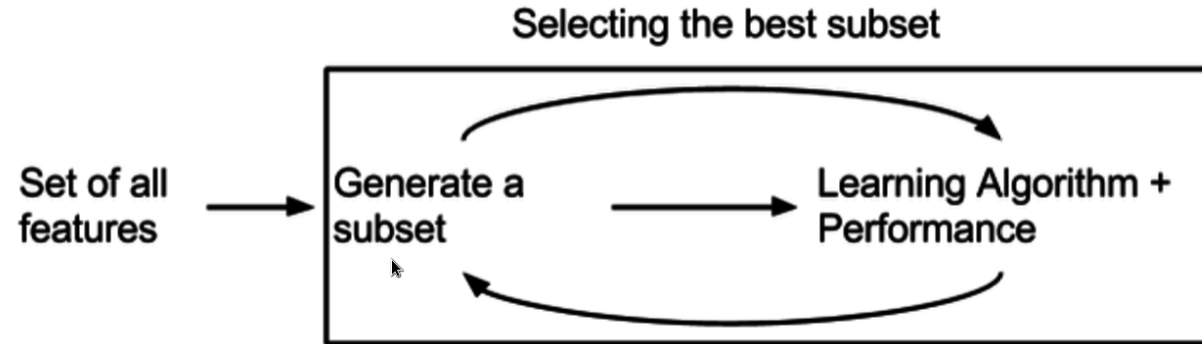 Selecting the best subset
Set of all
features
Generate a
subset
Learning Algorithm +
Performance